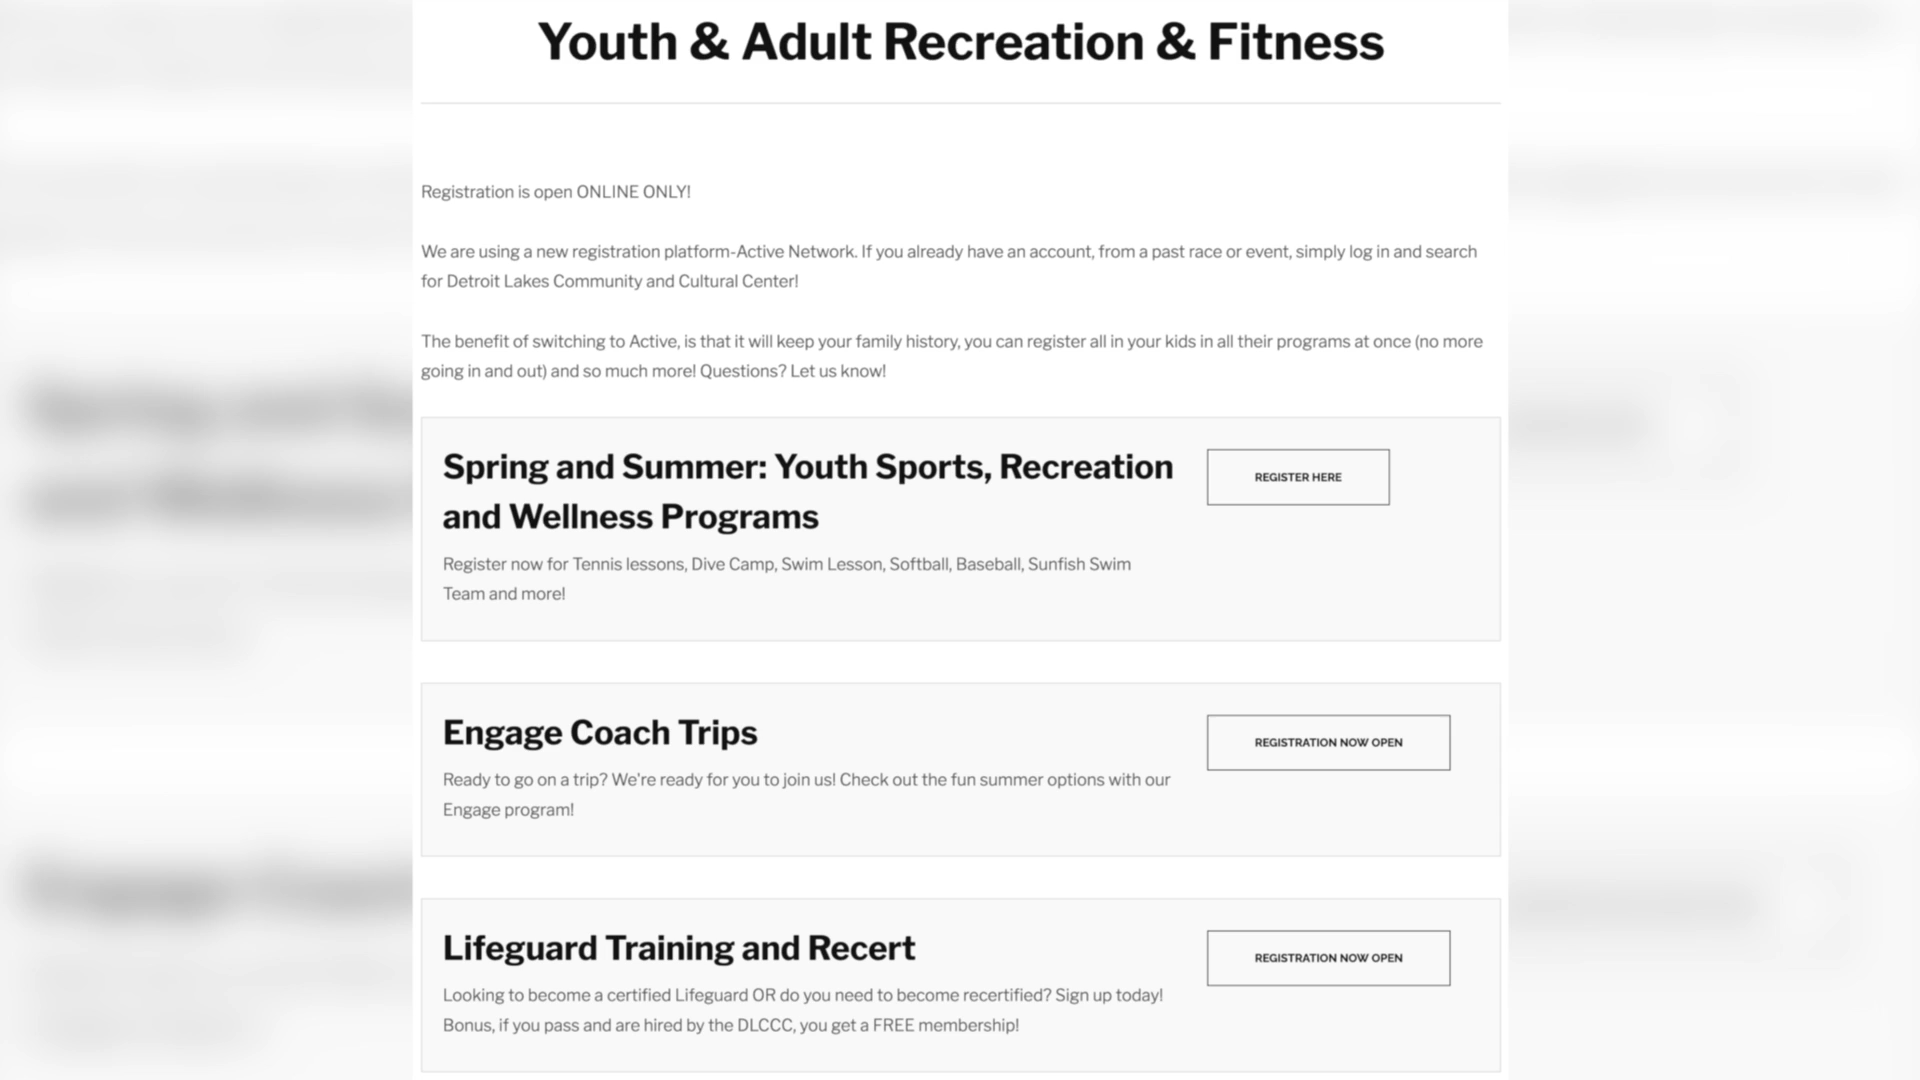 Youth & Adult Recreation & Fitness
Registration is open ONLINE ONLY!
We are using a new registration platform-Active Network. If you already have an account, from a past race or event, simply log in and search
for Detroit Lakes Community and Cultural Center!
The benefit of switching to Active, is that it will keep your family history, you can register all in your kids in all their programs at once (no more
going in and out) and so much more! Questions? Let us know!
Spring and Summer: Youth Sports, Recreation
and Wellness Programs
REGISTER HERE
Register now for Tennis lessons, Dive Camp, Swim Lesson, Softball, Baseball, Sunfish Swim
Team and more!
Engage Coach Trips
REGISTRATION NOW OPEN
Ready to go on a trip? We're ready for you to join us! Check out the fun summer options with our
Engage program!
Lifeguard Training and Recert
REGISTRATION NOW OPEN
Looking to become a certified Lifeguard OR do you need to become recertified? Sign up today!
Bonus, if you pass and are hired by the DLCCC, you get a FREE membership!